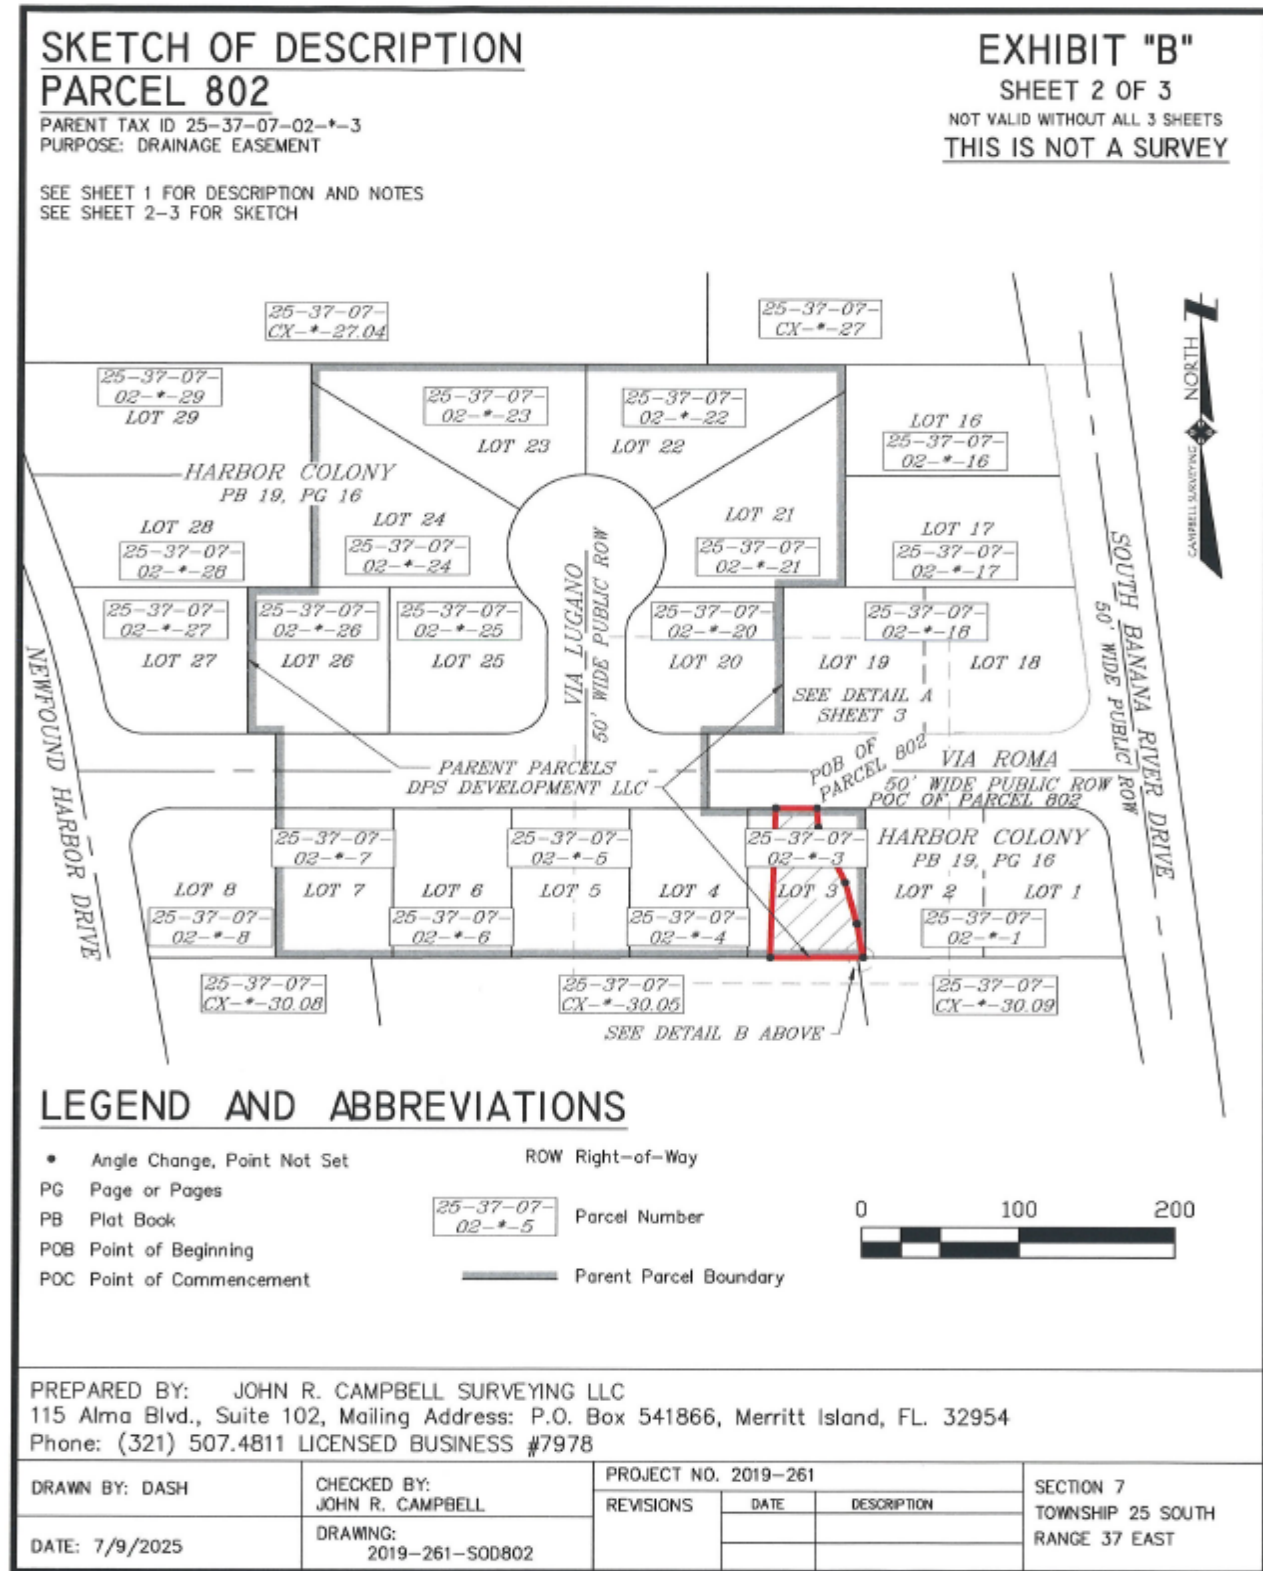 SKETCH OF DESCRIPTION
PARCEL 802
PARENT TAX ID 25-37-07-02-*-3
PURPOSE: DRAINAGE EASEMENT
SEE SHEET 1 FOR DESCRIPTION AND NOTES
SEE SHEET 2-3 FOR SKETCH
EXHIBIT "B"
SHEET 2 OF 3
NOT VALID WITHOUT ALL 3 SHEETS
THIS IS NOT A SURVEY
25-37-07-
CX-*-27.04
25-37-07-
CX-*-27
NORTH
CAMPBELL SURVEYING
25-37-07-
02-*-29
LOT 29
25-37-07-
02-*-23
LOT 23
25-37-07-
02-*-22
LOT 22
LOT 16
25-37-07-
02-*-16
HARBOR COLONY
PB 19, PG 16
LOT 28
25-37-07-
02-*-28
LOT 24
25-37-07-
02-*-24
LOT 21
25-37-07-
02-*-21
LOT 17
25-37-07-
02-*-17
VIA LUGANO
50' WIDE PUBLIC ROW
SOUTH BANANA RIVER DRIVE
50' WIDE PUBLIC ROW
25-37-07-
02-*-27
LOT 27
25-37-07-
02-*-26
LOT 26
25-37-07-
02-*-25
LOT 25
25-37-07-
02-*-20
LOT 20
25-37-07-
02-*-18
LOT 19
LOT 18
SEE DETAIL A
SHEET 3
NEWFOUND HARBOR DRIVE
PARENT PARCELS
DPS DEVELOPMENT LLC
POB OF
PARCEL 802
VIA ROMA
50' WIDE PUBLIC ROW
POC OF PARCEL 802
25-37-07-
02-*-7
LOT 7
25-37-07-
02-*-5
LOT 5
25-37-07-
02-*-3
LOT 3
HARBOR COLONY
PB 19, PG 16
LOT 8
25-37-07-
02-*-8
LOT 6
25-37-07-
02-*-6
LOT 4
25-37-07-
02-*-4
LOT 2
LOT 1
25-37-07-
02-*-1
25-37-07-
CX-*-30.08
25-37-07-
CX-*-30.05
25-37-07-
CX-*-30.09
SEE DETAIL B ABOVE
LEGEND AND ABBREVIATIONS
• Angle Change, Point Not Set
PG Page or Pages
PB Plat Book
POB Point of Beginning
POC Point of Commencement
ROW Right-of-Way
25-37-07-
02-*-5
Parcel Number
Parent Parcel Boundary
0 100 200
PREPARED BY: JOHN R. CAMPBELL SURVEYING LLC
115 Alma Blvd., Suite 102, Mailing Address: P.O. Box 541866, Merritt Island, FL. 32954
Phone: (321) 507.4811 LICENSED BUSINESS #7978
DRAWN BY: DASH
DATE: 7/9/2025
CHECKED BY:
JOHN R. CAMPBELL
DRAWING:
2019-261-SOD802
PROJECT NO. 2019-261
REVISIONS DATE DESCRIPTION
SECTION 7
TOWNSHIP 25 SOUTH
RANGE 37 EAST